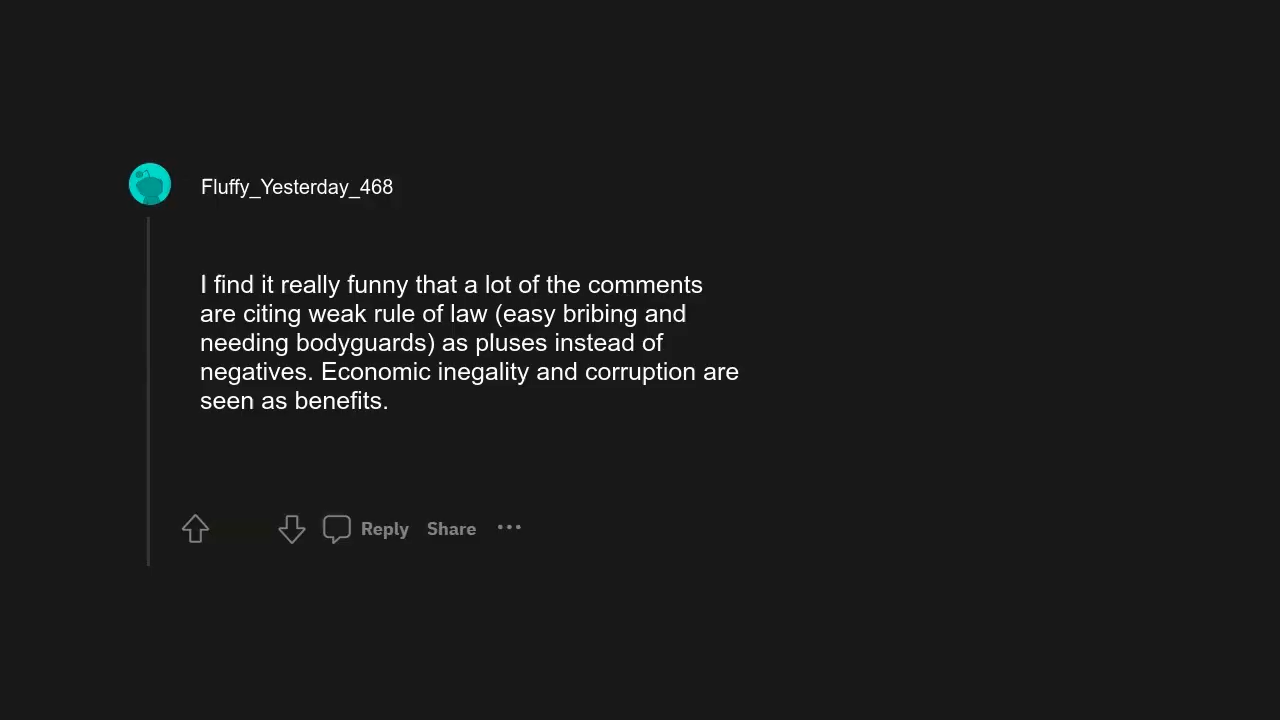 Fluffy_Yesterday_468
I find it really funny that a lot of the comments
are citing weak rule of law (easy bribing and
needing bodyguards) as pluses instead of
negatives. Economic inegality and corruption are
seen as benefits.
Reply Share